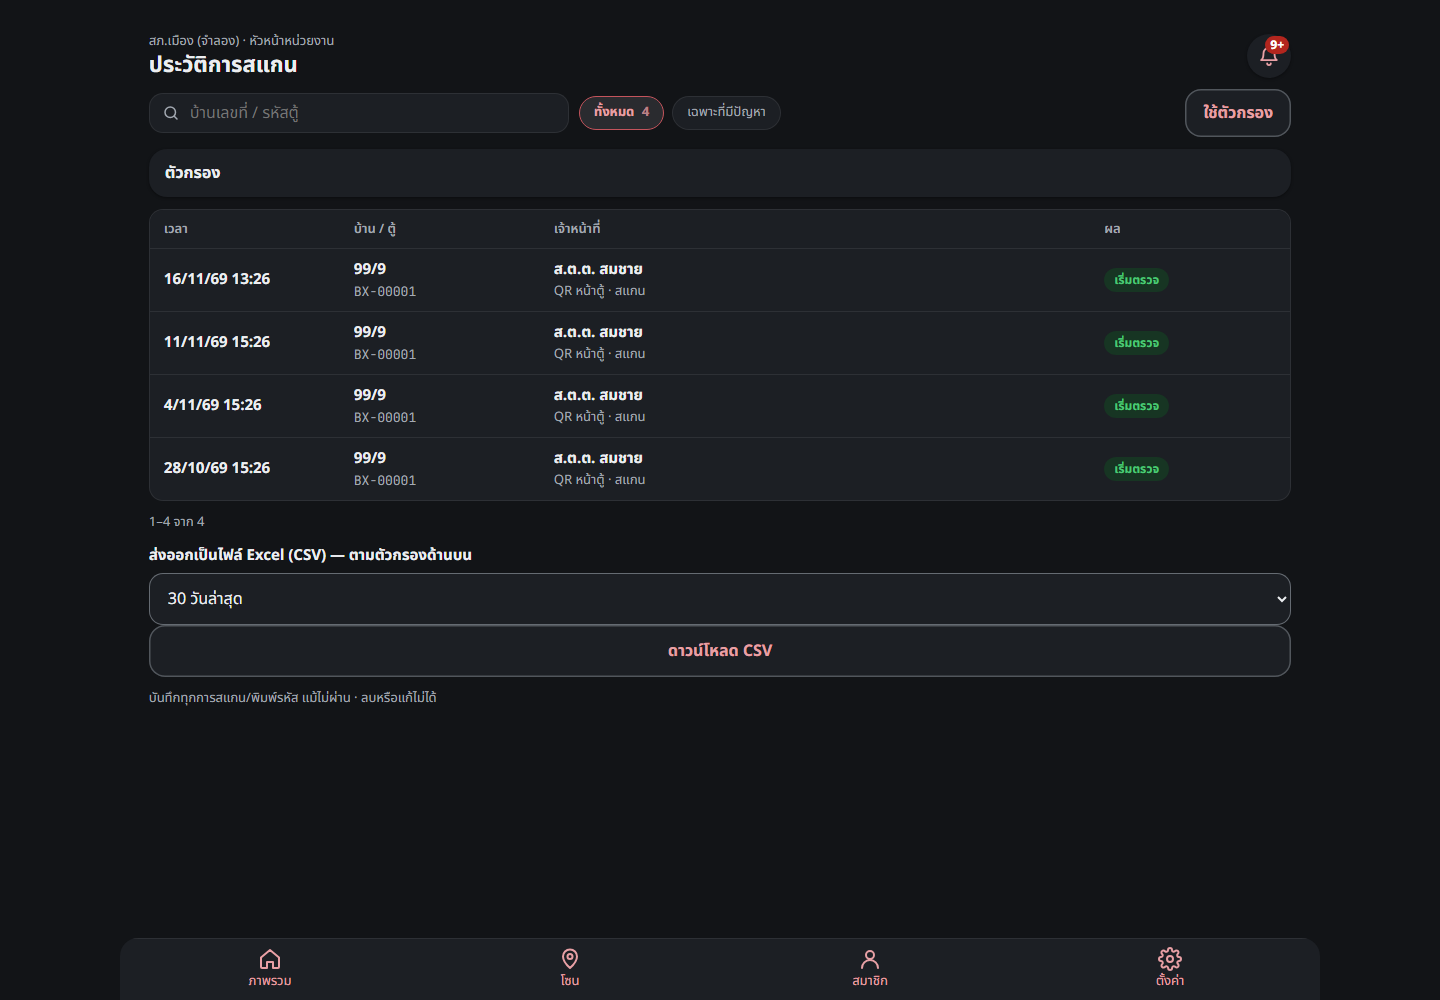 สภ.เมือง (จำลอง) · หัวหน้าหน่วยงาน
ประวัติการสแกน
9+
บ้านเลขที่ / รหัสตู้
ทั้งหมด 4
เฉพาะที่มีปัญหา
ใช้ตัวกรอง
ตัวกรอง
เวลา บ้าน / ตู้ เจ้าหน้าที่ ผล
16/11/69 13:26 99/9 ส.ต.ต. สมชาย เริ่มตรวจ
BX-00001 QR หน้าตู้ · สแกน
11/11/69 15:26 99/9 ส.ต.ต. สมชาย เริ่มตรวจ
BX-00001 QR หน้าตู้ · สแกน
4/11/69 15:26 99/9 ส.ต.ต. สมชาย เริ่มตรวจ
BX-00001 QR หน้าตู้ · สแกน
28/10/69 15:26 99/9 ส.ต.ต. สมชาย เริ่มตรวจ
BX-00001 QR หน้าตู้ · สแกน
1–4 จาก 4
ส่งออกเป็นไฟล์ Excel (CSV) — ตามตัวกรองด้านบน
30 วันล่าสุด
ดาวน์โหลด CSV
บันทึกทุกการสแกน/พิมพ์รหัส แม้ไม่ผ่าน · ลบหรือแก้ไม่ได้
ภาพรวม โซน สมาชิก ตั้งค่า